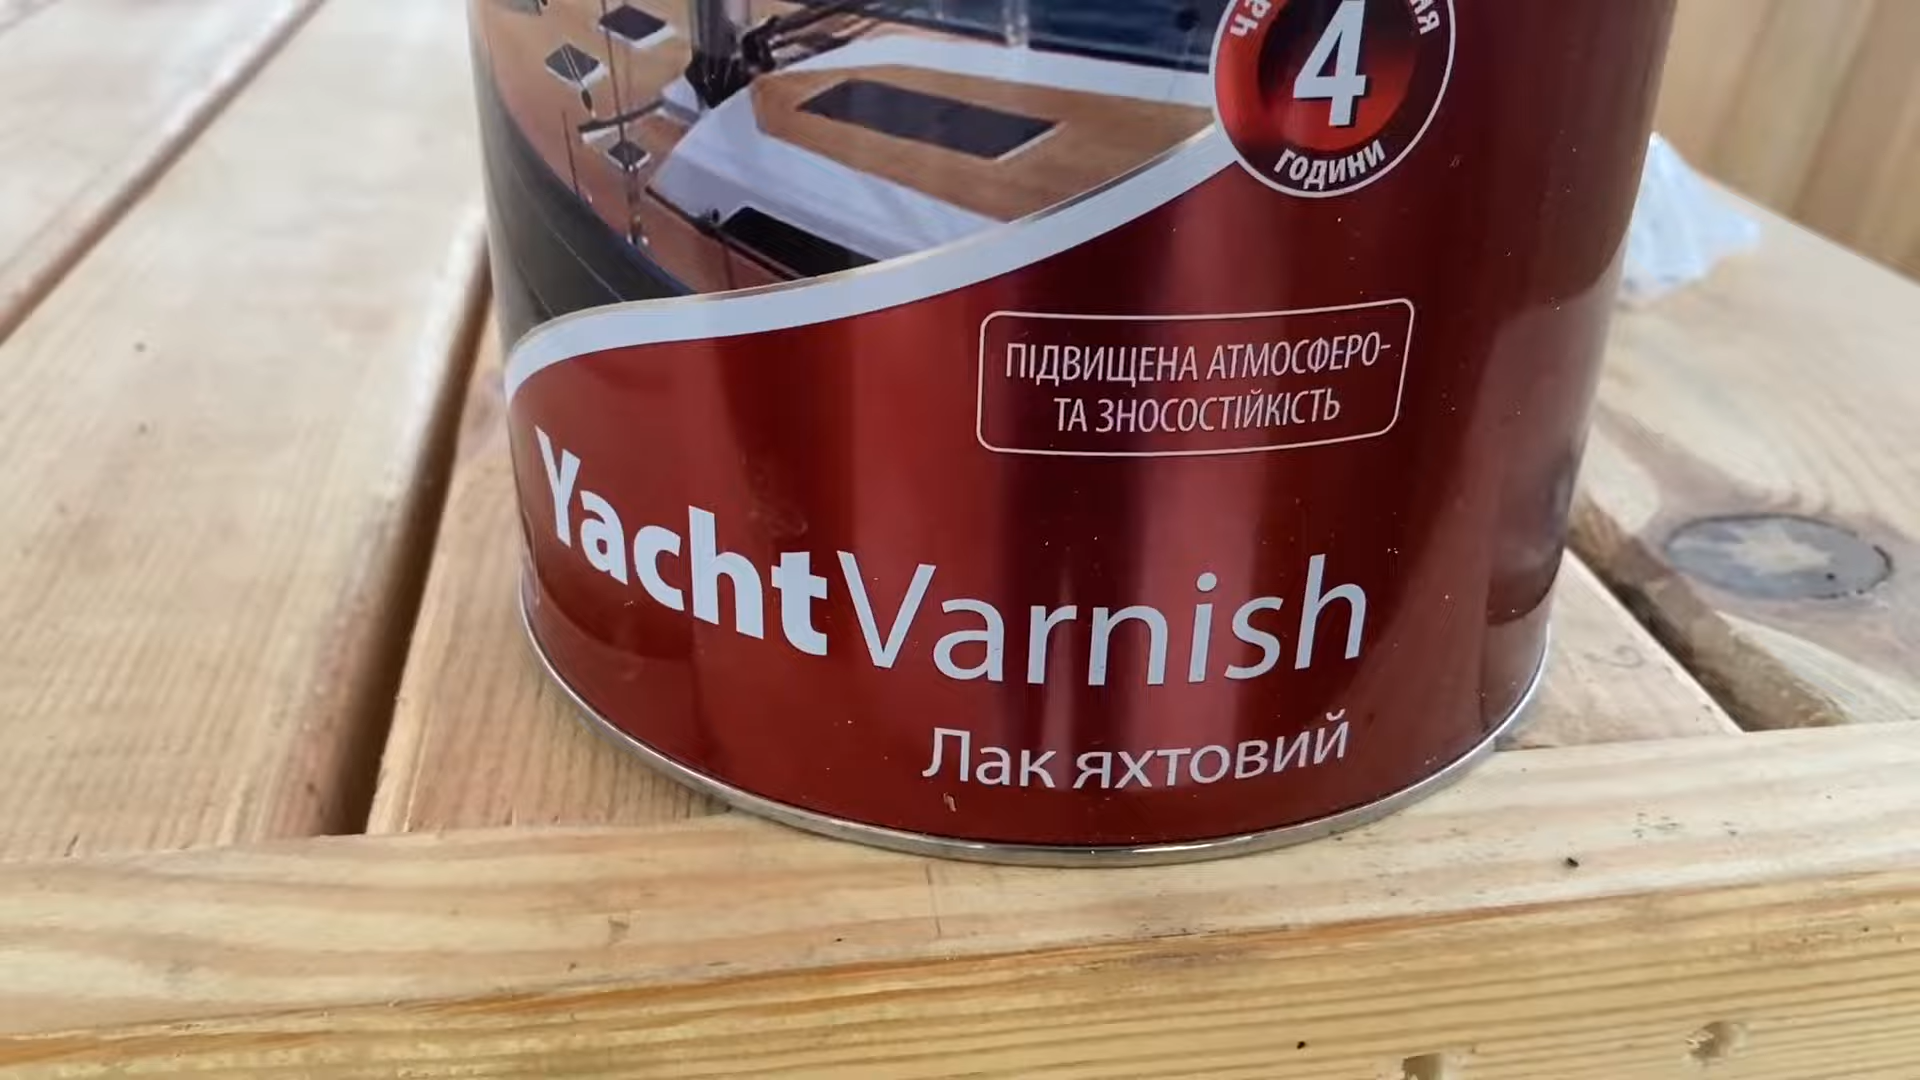 4
ГОДИНИ
ПІДВИЩЕНА АТМОСФЕРО-
ТА ЗНОСОСТІЙКІСТЬ
YachtVarnish
Лак яхтовий